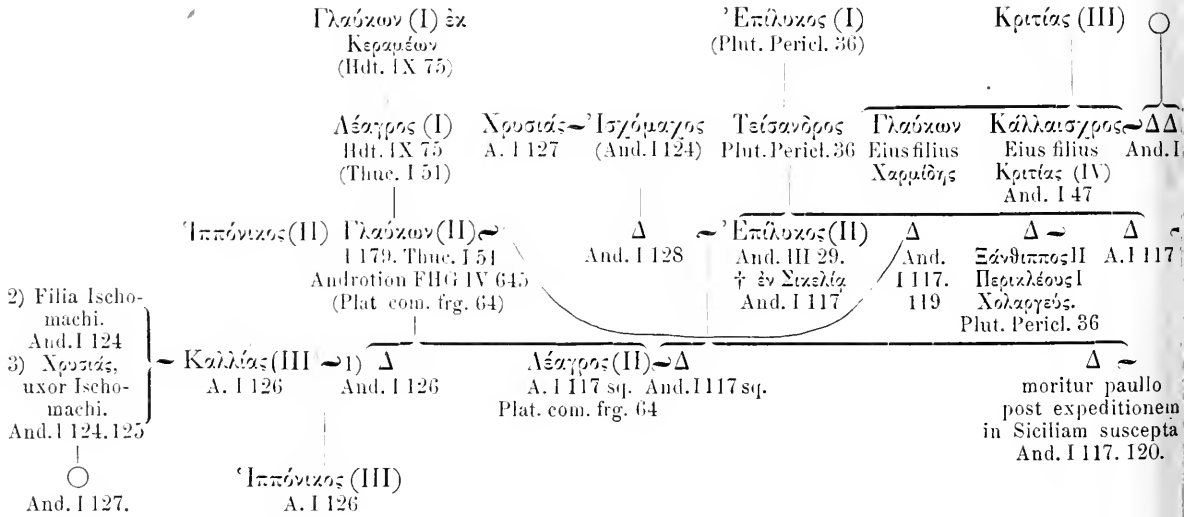 Γλαύκων (I) ἐκ
Κεραμέων
(Hdt. IX 75)
Ἐπίλυκος (I)
(Plut. Pericl. 36)
Κριτίας (III) ○
Λέαγρος (I)
Hdt. IX 75
(Thuc. I 51)
Χρυσιάς ~ Ἰσχόμαχος
A. I 127
(And. I 124)
Τείσανδρος
Plut. Pericl. 36
Γλαύκων
Eius filius
Χαρμίδης
Κάλλαισχρος ~ ΔΔ
Eius filius
Κριτίας (IV)
And. I 47
And. I
Ἱππόνικος (II)
Γλαύκων (II) ~
I 179. Thuc. I 51
Androtion FHG IV 645
(Plat com. frg. 64)
Δ
And. I 128
~ Ἐπίλυκος (II)
And. III 29.
† ἐν Σικελίᾳ
And. I 117
Δ
And.
I 117.
119
Δ ~
Ξάνθιππος II
Περικλέους I
Χολαργεύς.
Plut. Pericl. 36
Δ ~
A. I 117
2) Filia Ischo-
machi.
And. I 124
3) Χρυσιάς,
uxor Ischo-
machi.
And. I 124. 125
○
And. I 127.
~ Καλλίας (III ~ 1) Δ
A. I 126
And. I 126
Λέαγρος (II) ~ Δ
A. I 117 sq. And. I 117 sq.
Plat. com. frg. 64
Δ ~
moritur paullo
post expeditionem
in Siciliam suscepta
And. I 117. 120.
Ἱππόνικος (III)
A. I 126